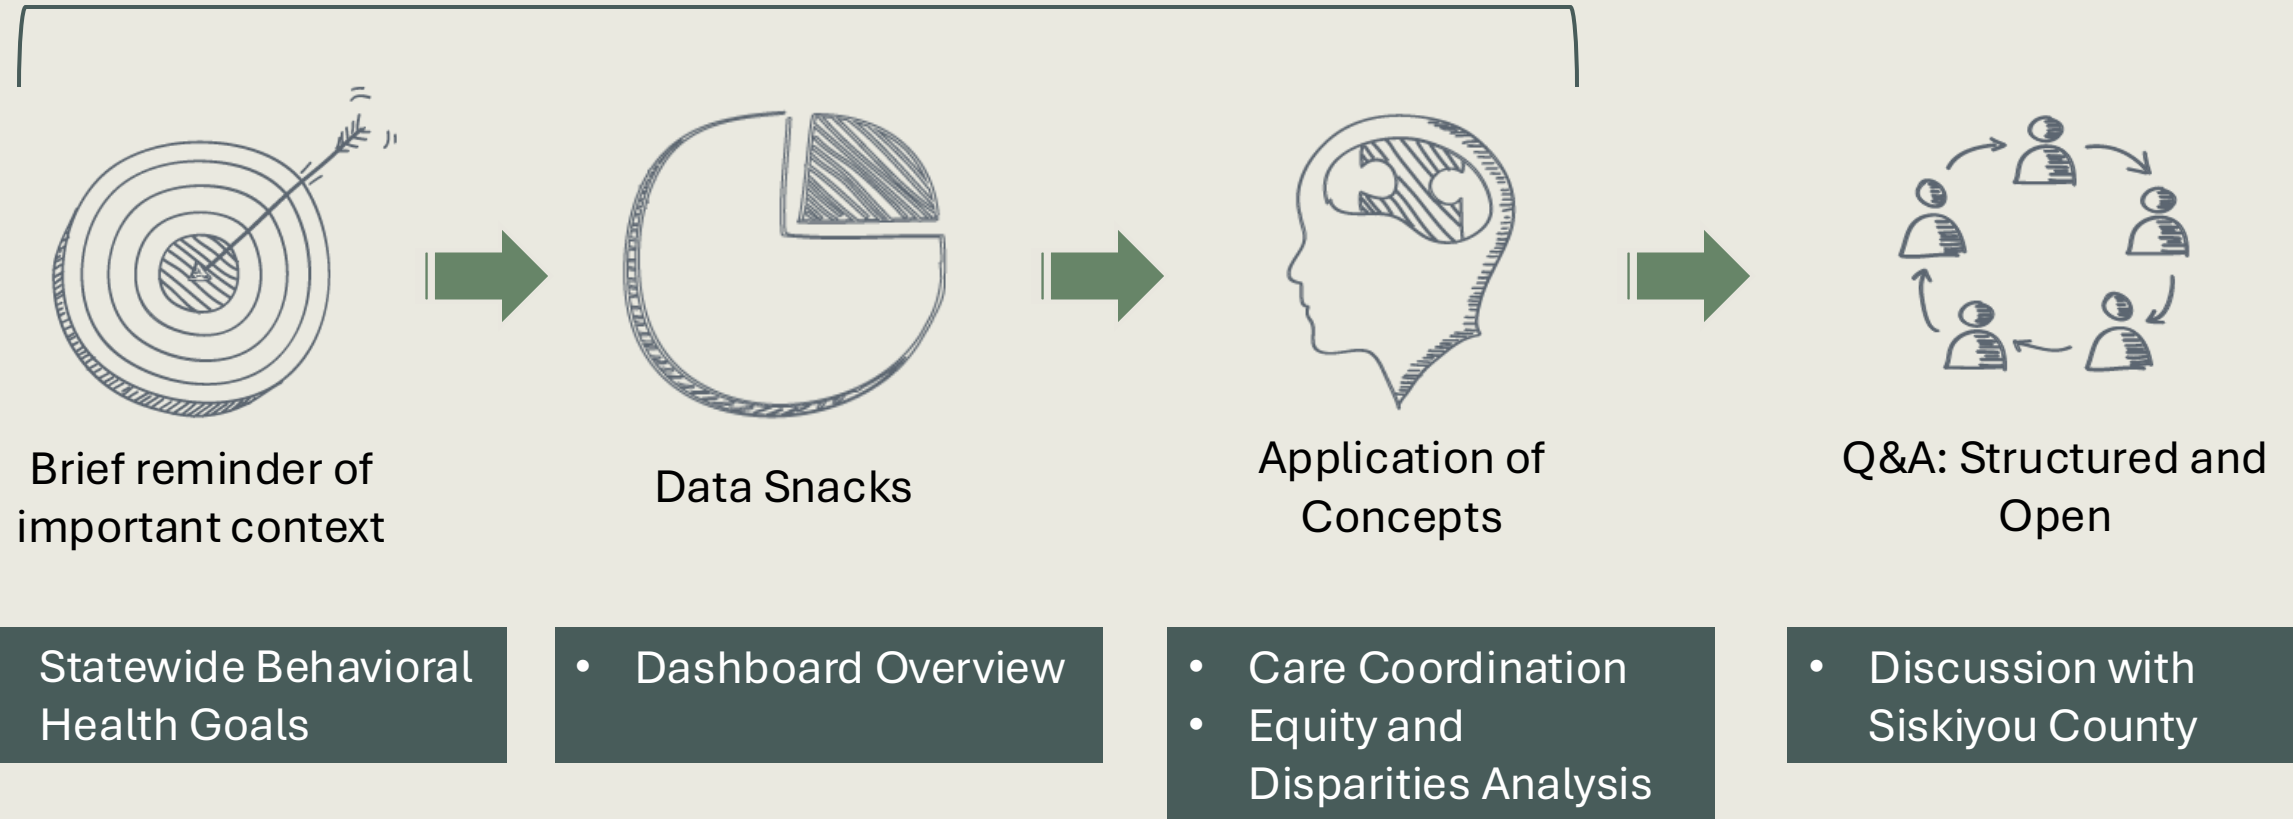 Brief reminder of
important context
Data Snacks
Application of
Concepts
Q&A: Structured and
Open
Statewide Behavioral
Health Goals
• Dashboard Overview
• Care Coordination
• Equity and
Disparities Analysis
• Discussion with
Siskiyou County